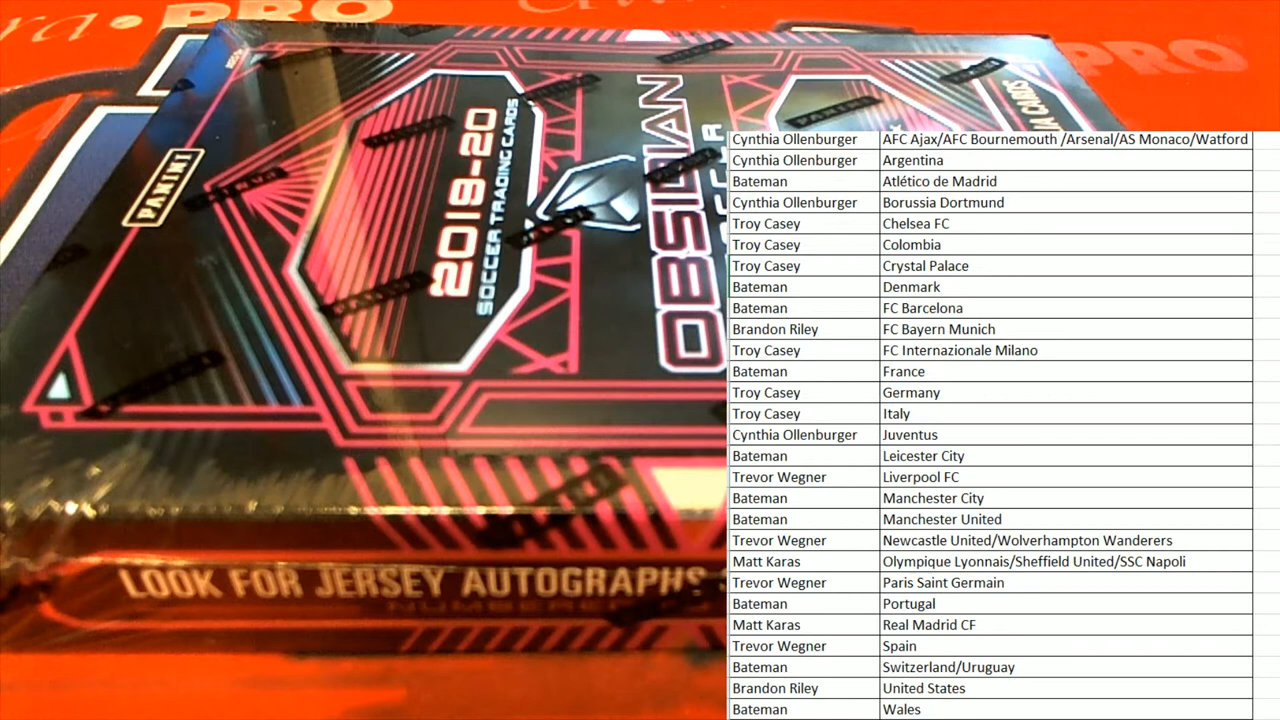 PRO
PRO
PANINI
2019-20
SOCCER TRADING CARDS
OBSIDIAN
LOOK FOR JERSEY AUTOGRAPHS
Cynthia Ollenburger AFC Ajax/AFC Bournemouth /Arsenal/AS Monaco/Watford
Cynthia Ollenburger Argentina
Bateman Atlético de Madrid
Cynthia Ollenburger Borussia Dortmund
Troy Casey Chelsea FC
Troy Casey Colombia
Troy Casey Crystal Palace
Bateman Denmark
Bateman FC Barcelona
Brandon Riley FC Bayern Munich
Troy Casey FC Internazionale Milano
Bateman France
Troy Casey Germany
Troy Casey Italy
Cynthia Ollenburger Juventus
Bateman Leicester City
Trevor Wegner Liverpool FC
Bateman Manchester City
Bateman Manchester United
Trevor Wegner Newcastle United/Wolverhampton Wanderers
Matt Karas Olympique Lyonnais/Sheffield United/SSC Napoli
Trevor Wegner Paris Saint Germain
Bateman Portugal
Matt Karas Real Madrid CF
Trevor Wegner Spain
Bateman Switzerland/Uruguay
Brandon Riley United States
Bateman Wales